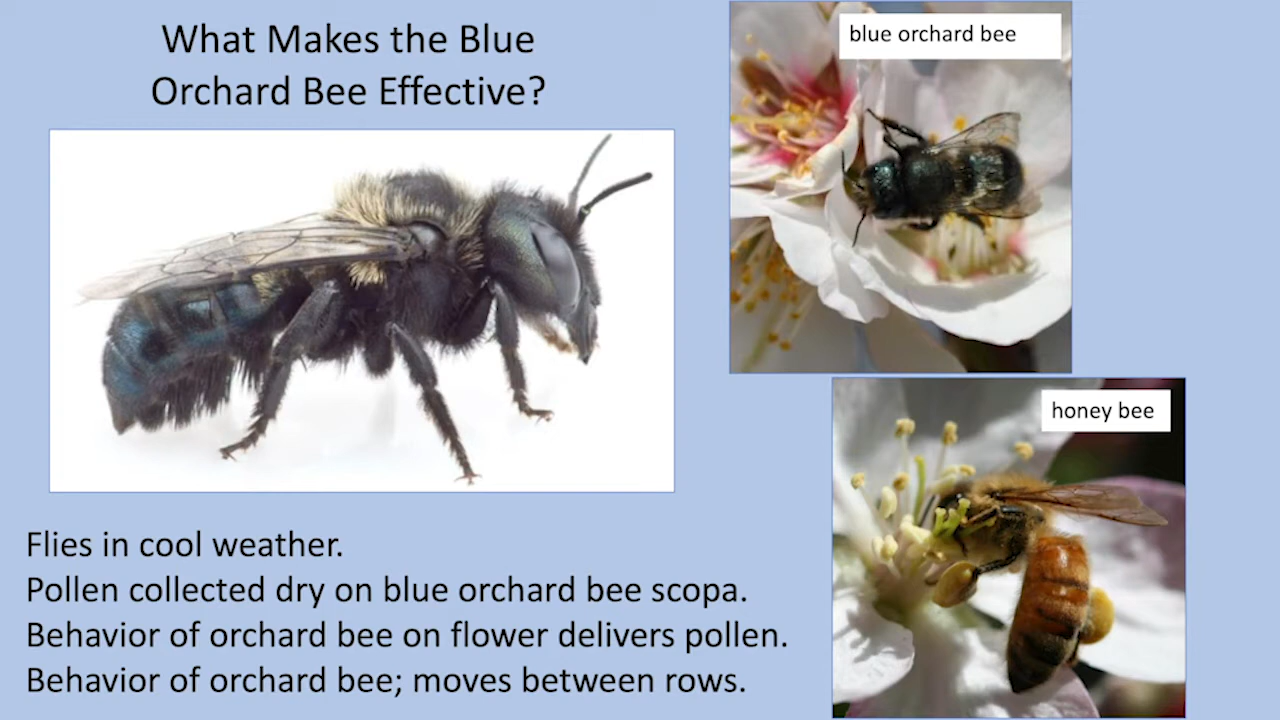 What Makes the Blue
Orchard Bee Effective?
blue orchard bee
honey bee
Flies in cool weather.
Pollen collected dry on blue orchard bee scopa.
Behavior of orchard bee on flower delivers pollen.
Behavior of orchard bee; moves between rows.